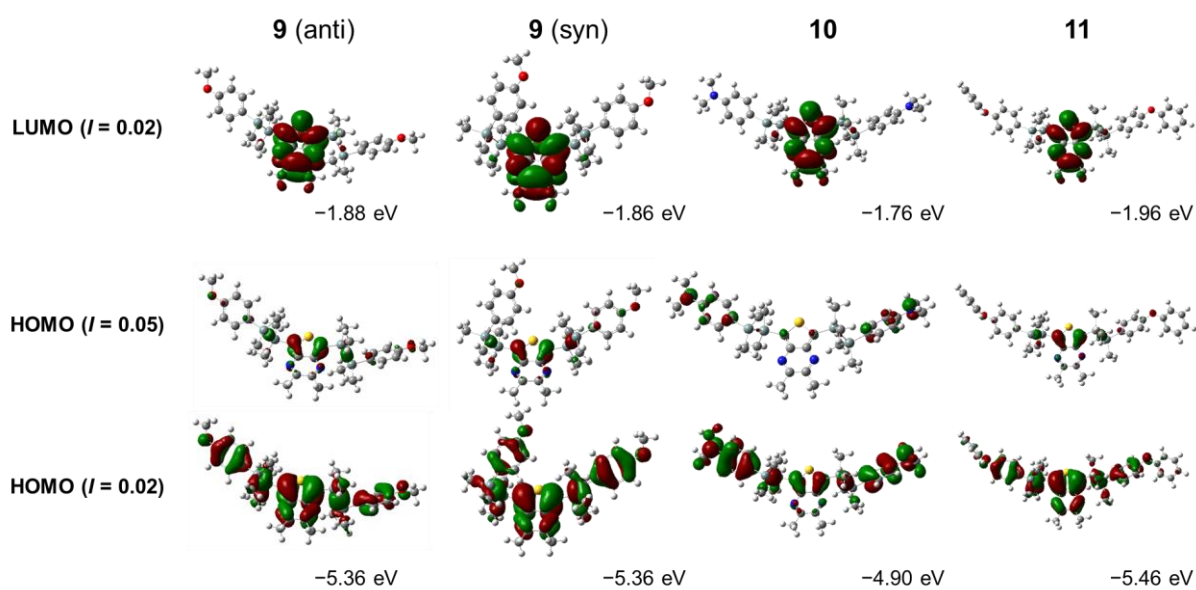 9 (anti) 9 (syn) 10 11
LUMO (I = 0.02)
−1.88 eV −1.86 eV −1.76 eV −1.96 eV
HOMO (I = 0.05)
HOMO (I = 0.02)
−5.36 eV −5.36 eV −4.90 eV −5.46 eV